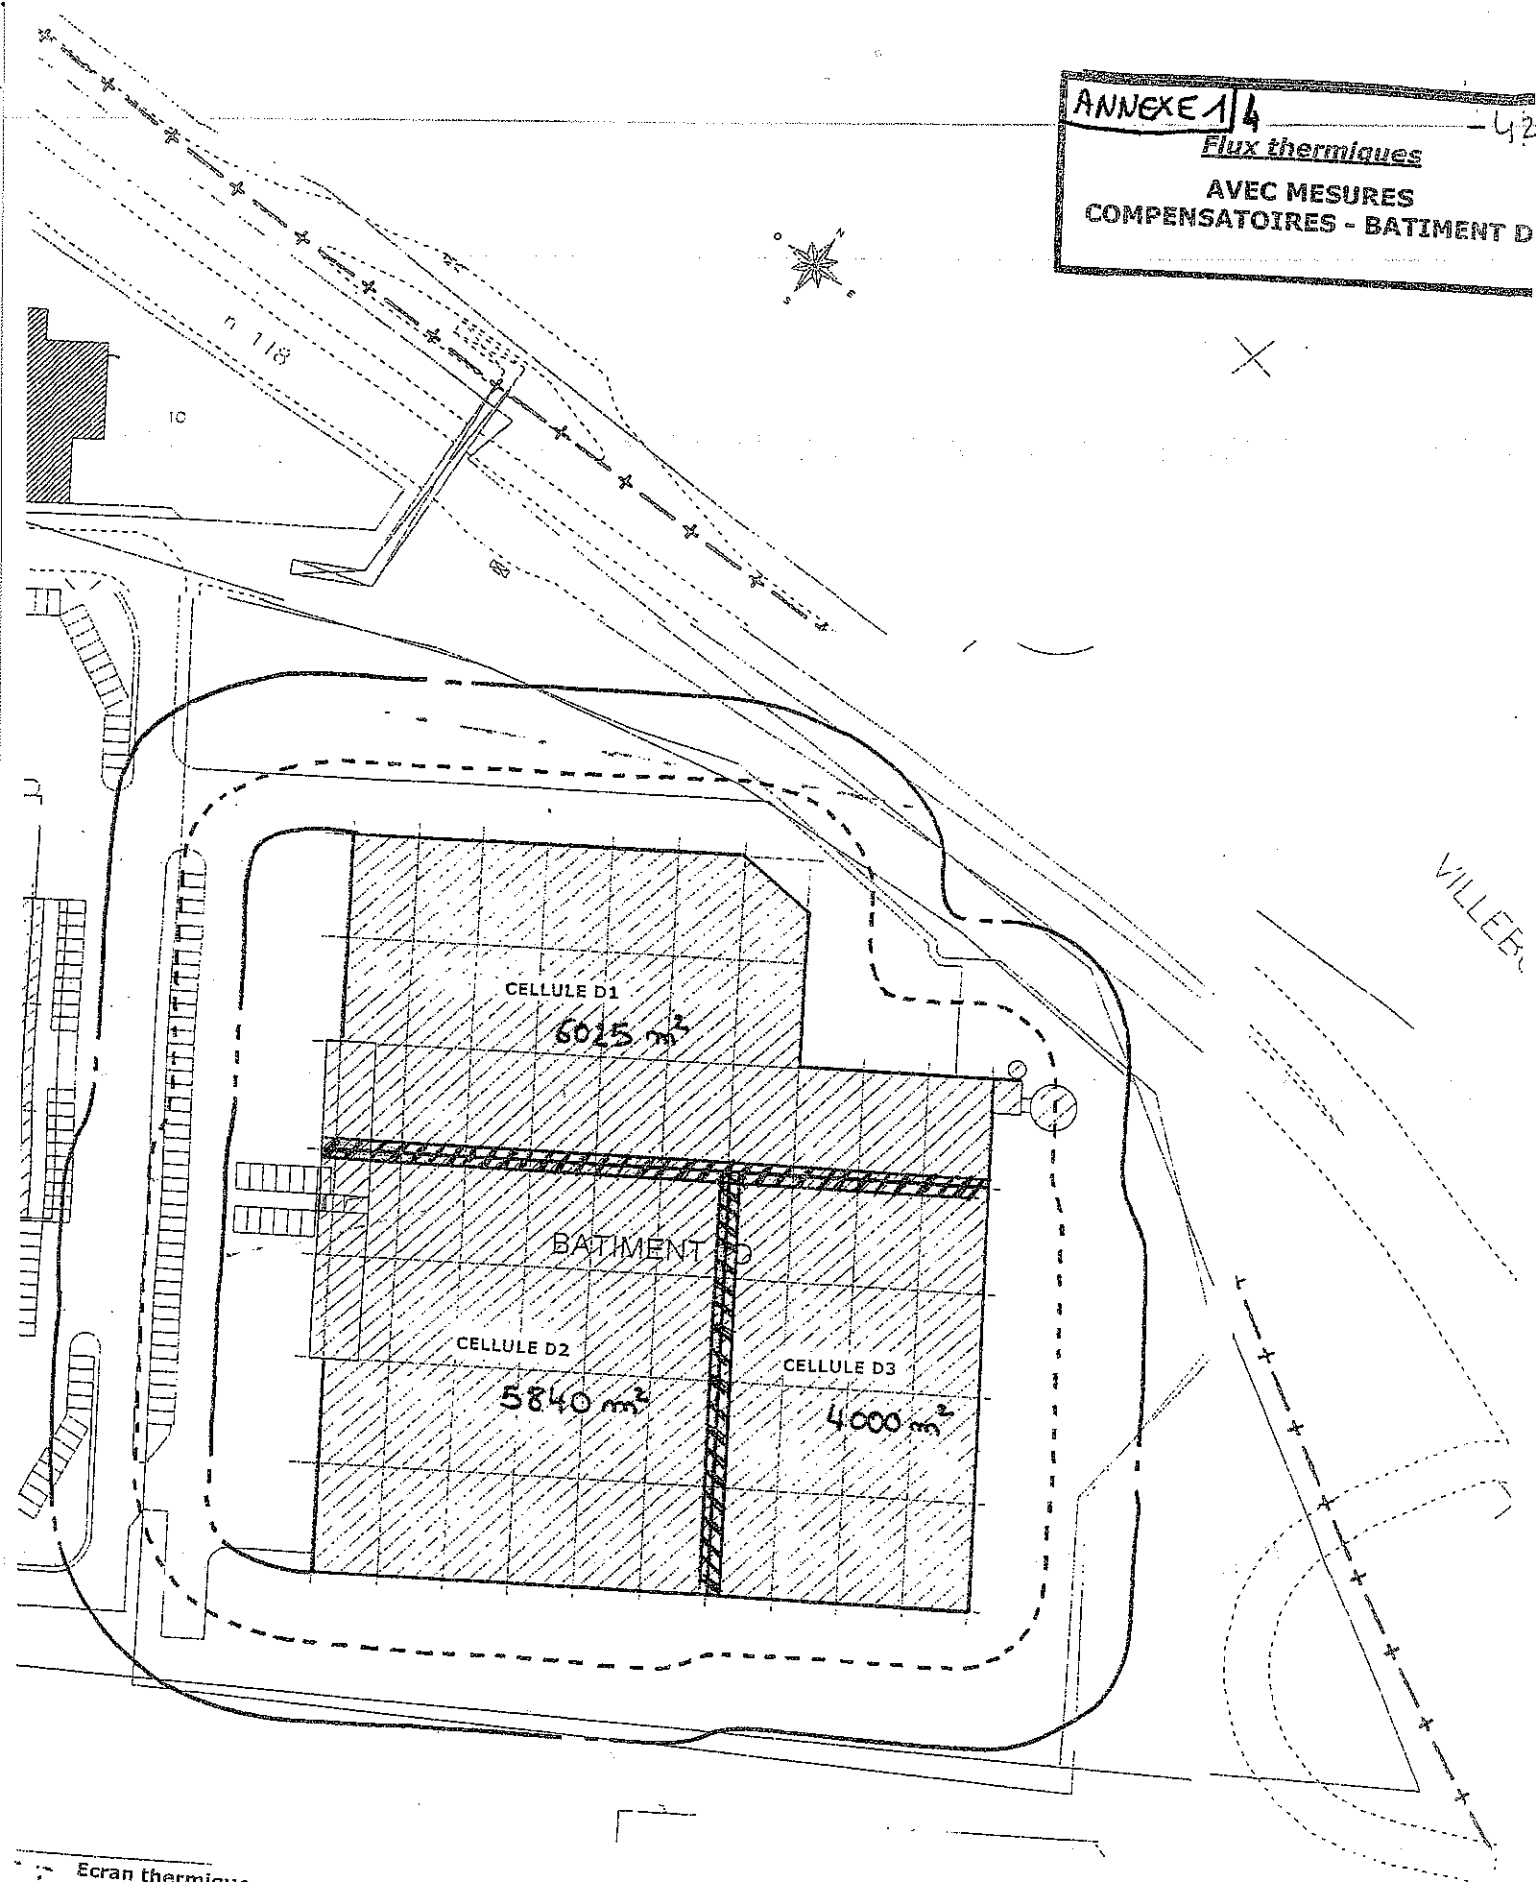 ANNEXE 1/4
- 42
Flux thermiques
AVEC MESURES
COMPENSATOIRES - BATIMENT D
O
N
S
E
n 118
10
CELLULE D1
6025 m²
BATIMENT D
CELLULE D2
5840 m²
CELLULE D3
4000 m²
Ecran thermique